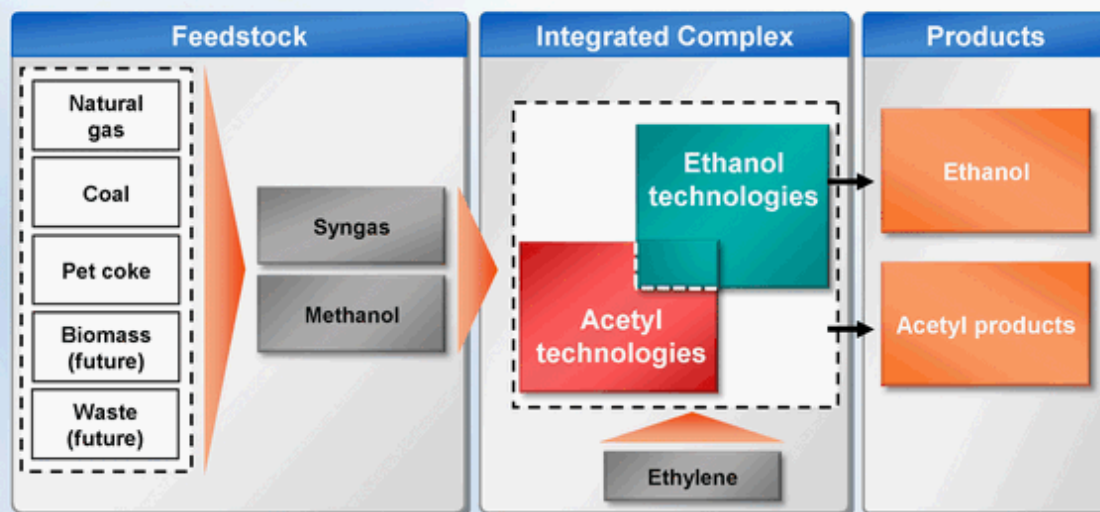 Feedstock
Natural
gas
Coal
Pet coke
Biomass
(future)
Waste
(future)
Syngas
Methanol
Integrated Complex
Ethanol
technologies
Acetyl
technologies
Ethylene
Products
Ethanol
Acetyl products